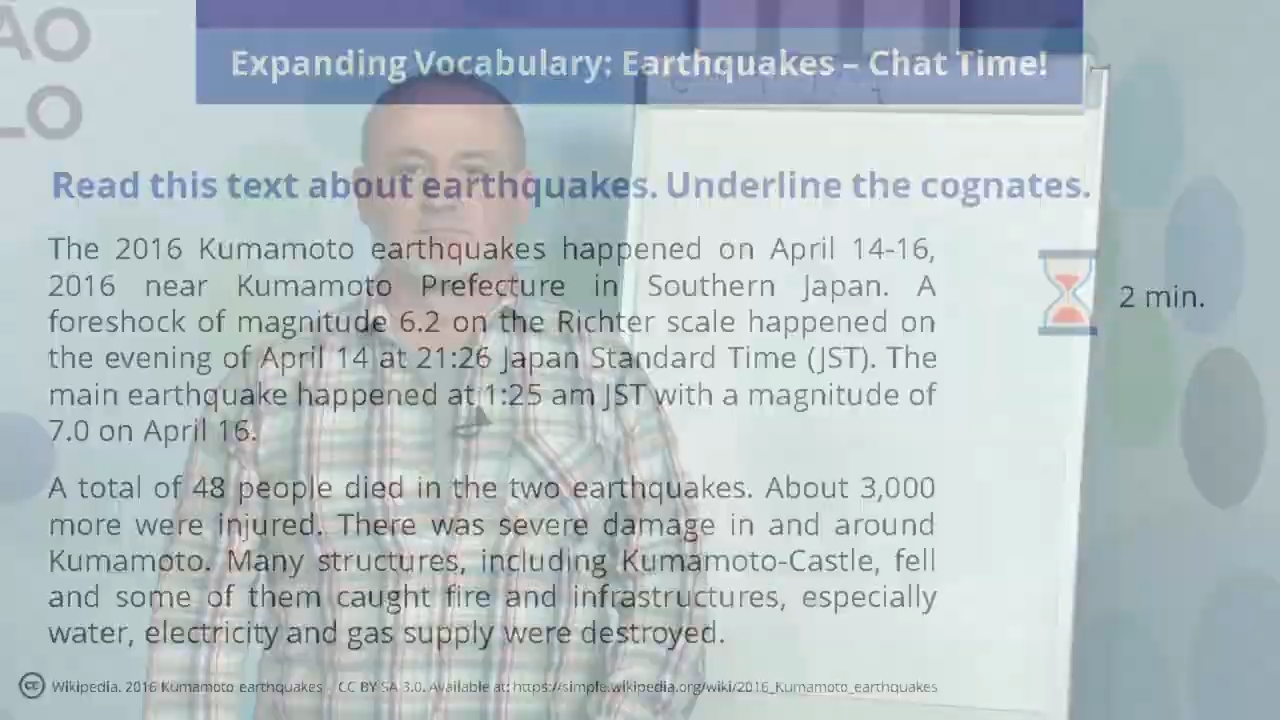 ÃO
LO
Expanding Vocabulary: Earthquakes – Chat Time!
Read this text about earthquakes. Underline the cognates.
The 2016 Kumamoto earthquakes happened on April 14-16,
2016 near Kumamoto Prefecture in Southern Japan. A
foreshock of magnitude 6.2 on the Richter scale happened on
the evening of April 14 at 21:26 Japan Standard Time (JST). The
main earthquake happened at 1:25 am JST with a magnitude of
7.0 on April 16.
2 min.
A total of 48 people died in the two earthquakes. About 3,000
more were injured. There was severe damage in and around
Kumamoto. Many structures, including Kumamoto-Castle, fell
and some of them caught fire and infrastructures, especially
water, electricity and gas supply were destroyed.
cc Wikipedia. 2016 Kumamoto earthquakes . CC BY SA 3.0. Available at: https://simple.wikipedia.org/wiki/2016_Kumamoto_earthquakes